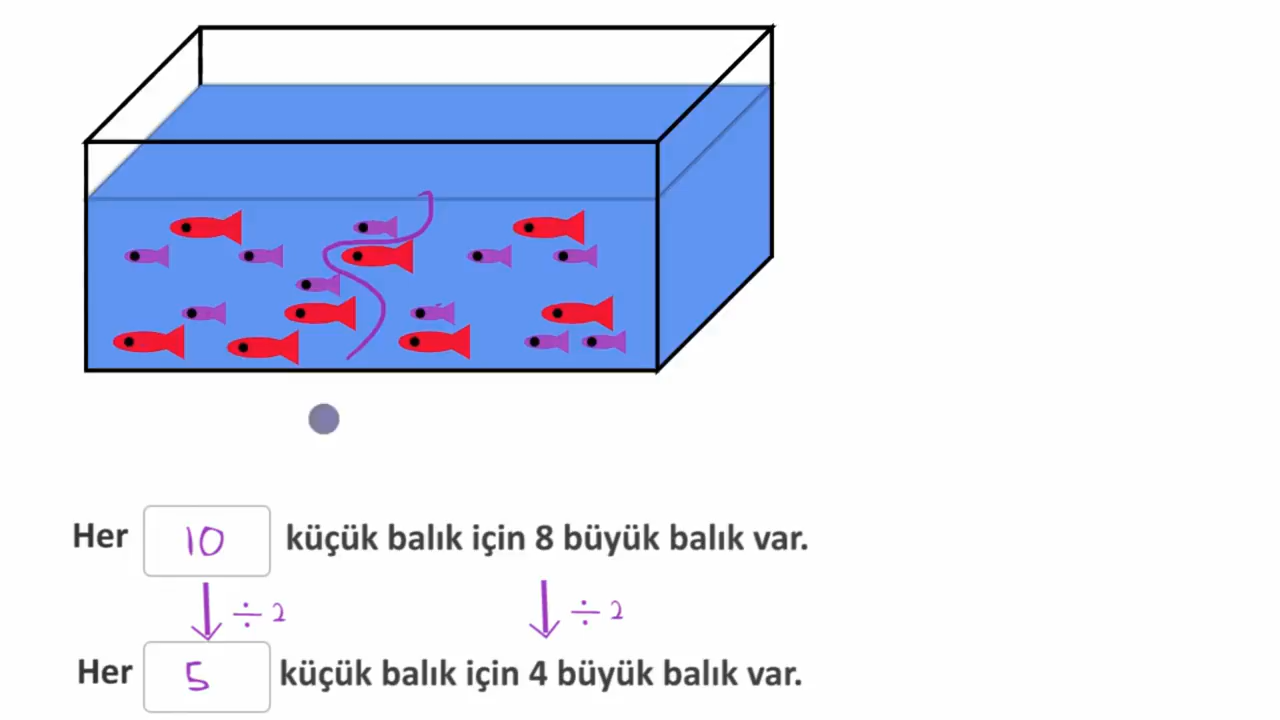 Her 10 küçük balık için 8 büyük balık var.
÷2 ÷2
Her 5 küçük balık için 4 büyük balık var.